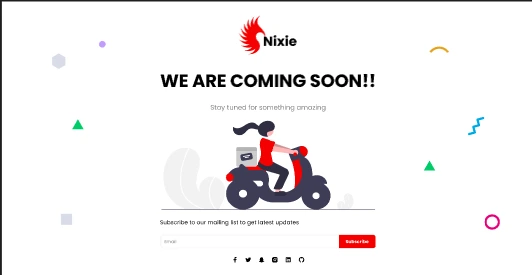 Nixie
WE ARE COMING SOON!!
Stay tuned for something amazing
Subscribe to our mailing list to get latest updates
Email
Subscribe